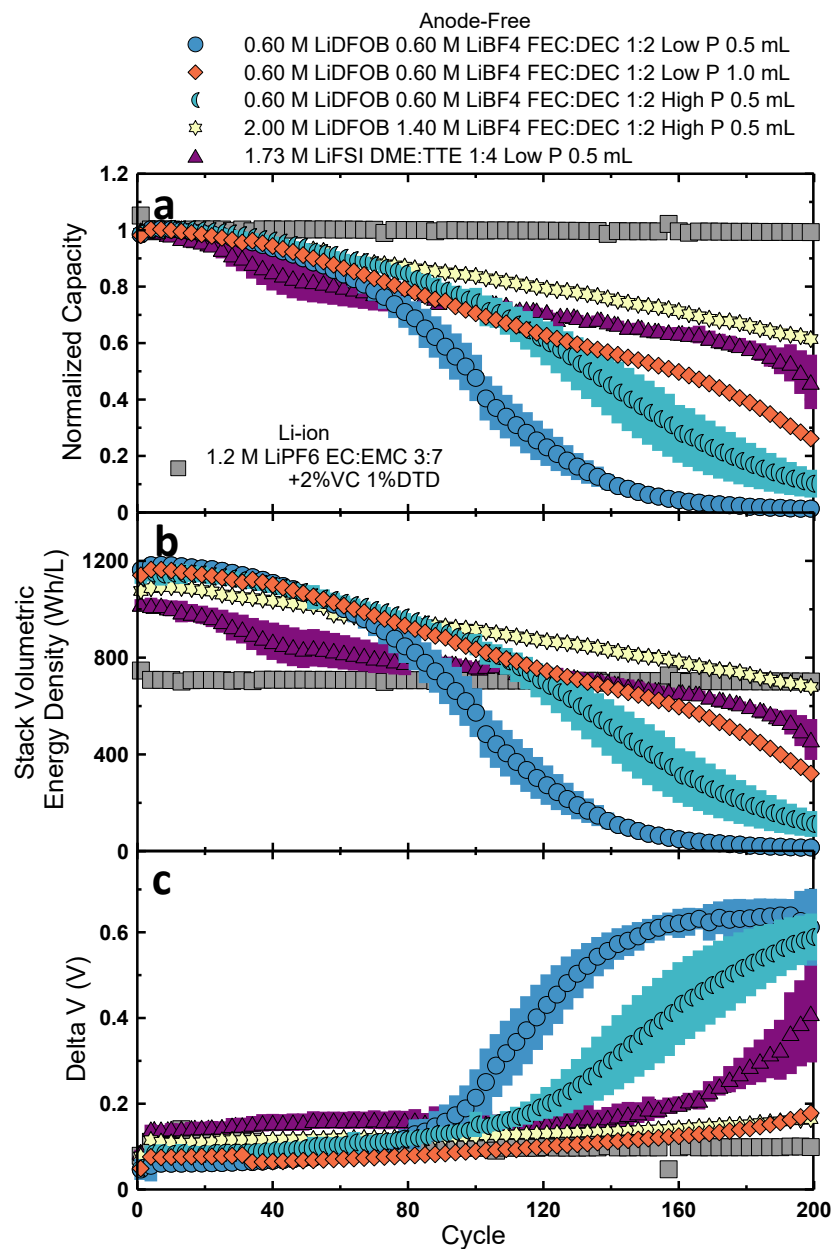 Anode-Free
0.60 M LiDFOB 0.60 M LiBF4 FEC:DEC 1:2 Low P 0.5 mL
0.60 M LiDFOB 0.60 M LiBF4 FEC:DEC 1:2 Low P 1.0 mL
0.60 M LiDFOB 0.60 M LiBF4 FEC:DEC 1:2 High P 0.5 mL
2.00 M LiDFOB 1.40 M LiBF4 FEC:DEC 1:2 High P 0.5 mL
1.73 M LiFSI DME:TTE 1:4 Low P 0.5 mL
a
Normalized Capacity
1.2
1
0.8
0.6
0.4
0.2
0
Li-ion
1.2 M LiPF6 EC:EMC 3:7
+2%VC 1%DTD
b
Stack Volumetric
Energy Density (Wh/L)
1200
800
400
0
c
Delta V (V)
0.6
0.4
0.2
0
0 40 80 120 160 200
Cycle